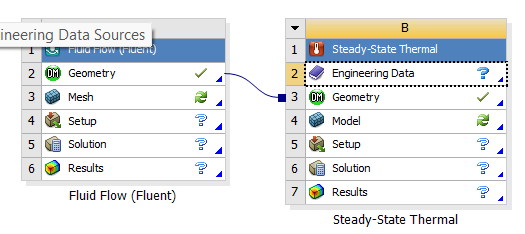 ineering Data Sources
1 Fluid Flow (Fluent)
2 Geometry
3 Mesh
4 Setup
5 Solution
6 Results
Fluid Flow (Fluent)
B
1 Steady-State Thermal
2 Engineering Data
3 Geometry
4 Model
5 Setup
6 Solution
7 Results
Steady-State Thermal